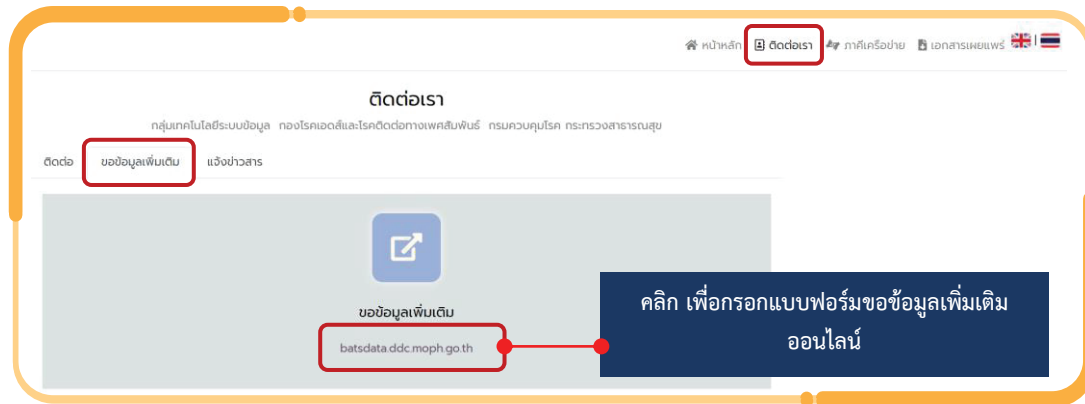 หน้าหลัก ติดต่อเรา ภาคีเครือข่าย เอกสารเผยแพร่ |
ติดต่อเรา
กลุ่มเทคโนโลยีระบบข้อมูล กองโรคเอดส์และโรคติดต่อทางเพศสัมพันธ์ กรมควบคุมโรค กระทรวงสาธารณสุข
ติดต่อ ขอข้อมูลเพิ่มเติม แจ้งข่าวสาร
ขอข้อมูลเพิ่มเติม
batsdata.ddc.moph.go.th
คลิก เพื่อกรอกแบบฟอร์มขอข้อมูลเพิ่มเติม
ออนไลน์